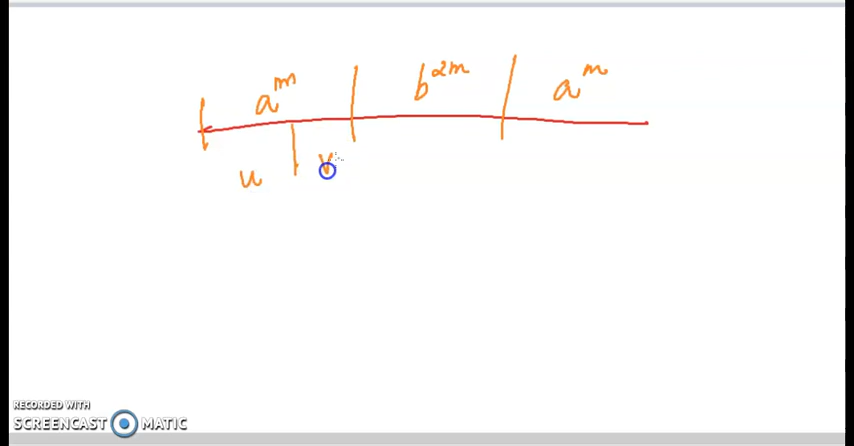 a^m b^2m a^m
u v
RECORDED WITH
SCREENCAST MATIC